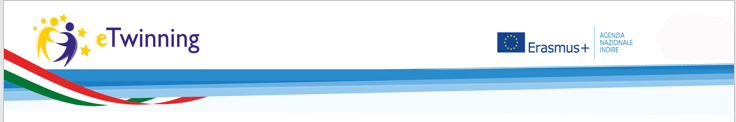 eTwinning
Erasmus+
AGENZIA
NAZIONALE
INDIRE